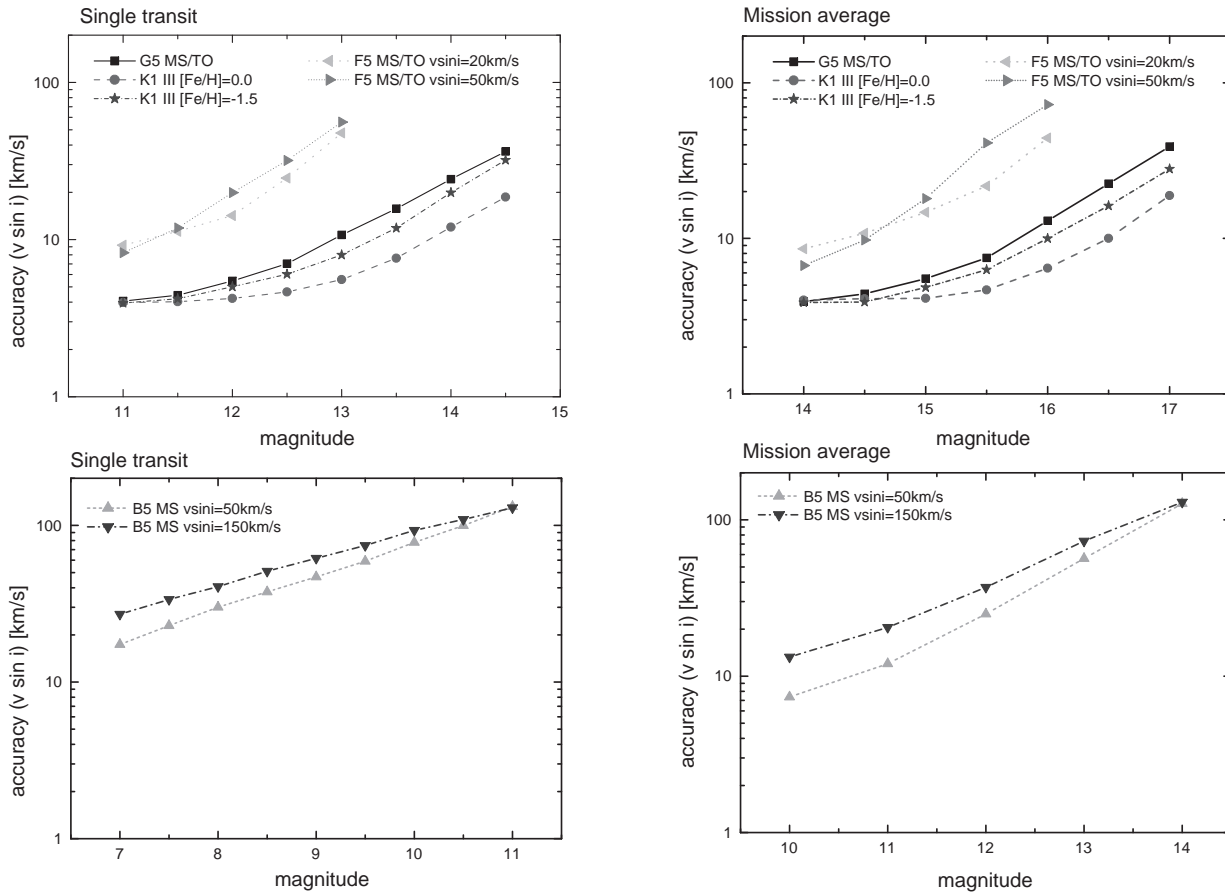 Single transit
G5 MS/TO
K1 III [Fe/H]=0.0
K1 III [Fe/H]=-1.5
F5 MS/TO vsini=20km/s
F5 MS/TO vsini=50km/s
100
10
1
accuracy (v sin i) [km/s]
11 12 13 14 15
magnitude
Mission average
G5 MS/TO
K1 III [Fe/H]=0.0
K1 III [Fe/H]=-1.5
F5 MS/TO vsini=20km/s
F5 MS/TO vsini=50km/s
100
10
1
accuracy (v sin i) [km/s]
14 15 16 17
magnitude
Single transit
B5 MS vsini=50km/s
B5 MS vsini=150km/s
100
10
1
accuracy (v sin i) [km/s]
7 8 9 10 11
magnitude
Mission average
B5 MS vsini=50km/s
B5 MS vsini=150km/s
100
10
1
accuracy (v sin i) [km/s]
10 11 12 13 14
magnitude